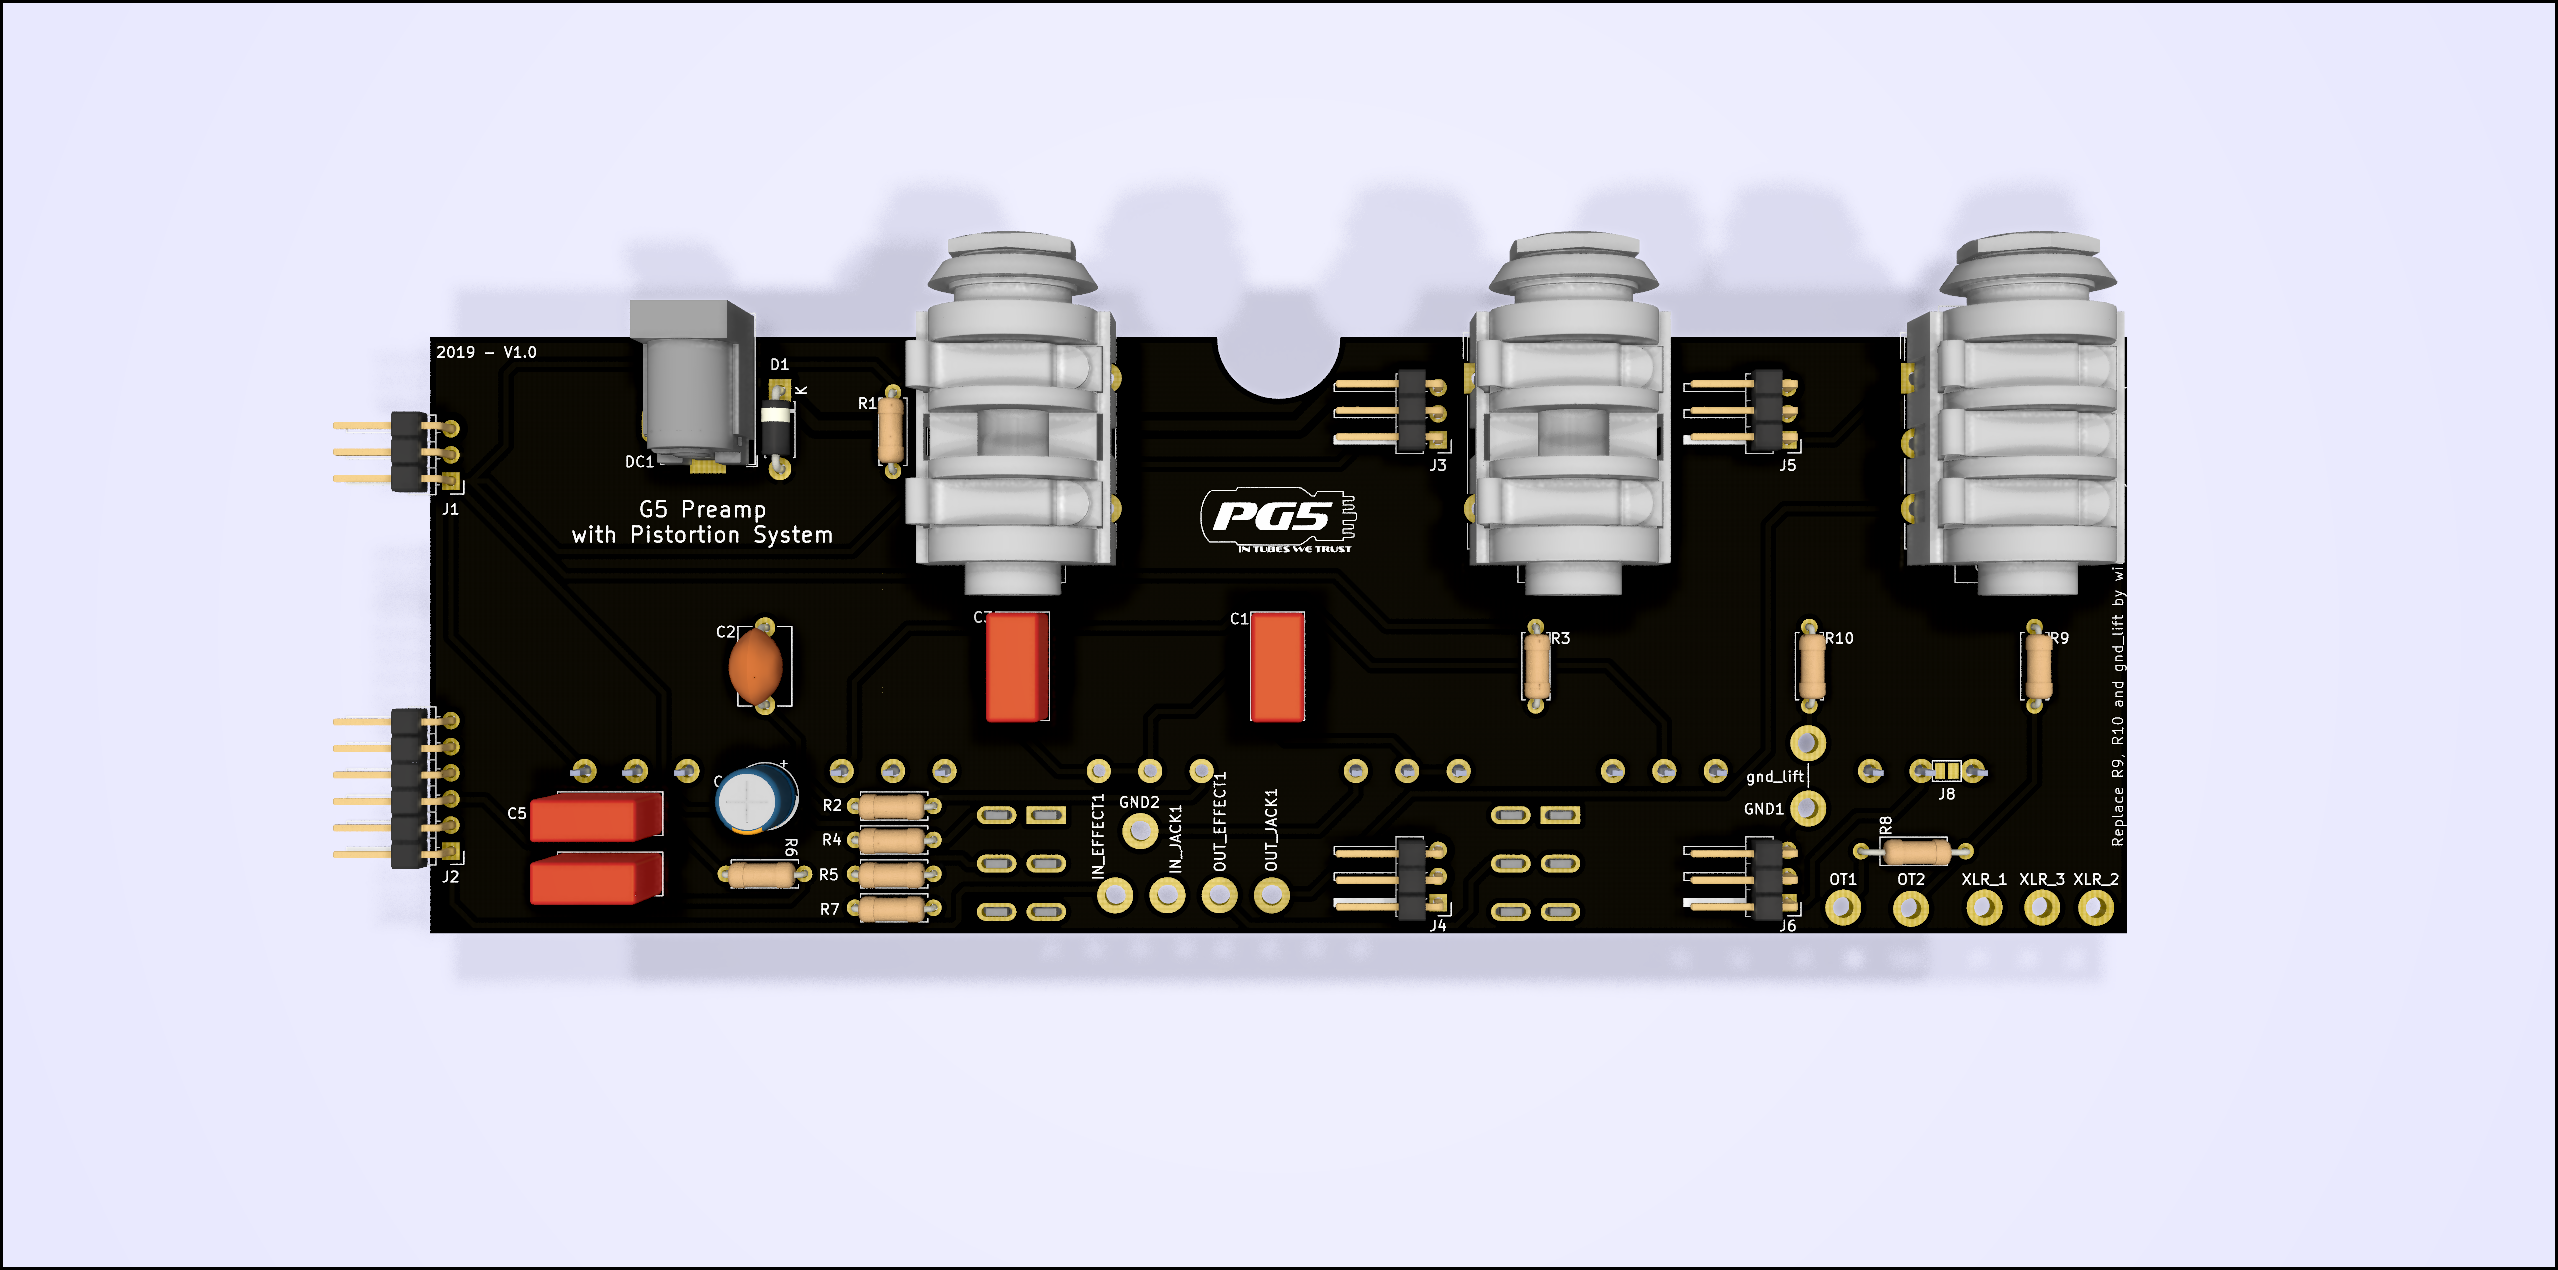 2019 - V1.0
D1
K
R1
DC1
J3
J5
J1
G5 Preamp
with Pistortion System
PG5
IN TUBES WE TRUST
C2
C1
R3
R10
R9
Replace R9, R10 and gnd_lift by
+
gnd_lift
J8
C5
R2
GND2
GND1
R4
R6
R8
IN_EFFECT1
IN_JACK1
OUT_EFFECT1
OUT_JACK1
J2
R5
R7
OT1
OT2
XLR_1
XLR_3
XLR_2
J4
J6